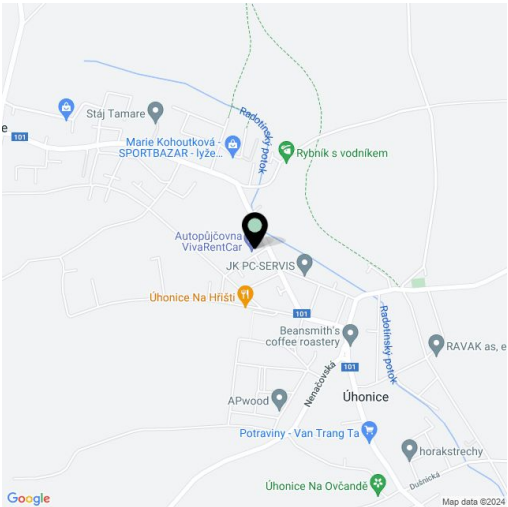 Stáj Tamare
Radotínský
potok
e
101
Marie Kohoutková -
SPORTBAZAR - lyže...
Rybník s vodníkem
Autopůjčovna
VivaRentCar
JK PC-SERVIS
Úhonice Na Hřišti
101
Beansmith's
coffee roastery
Radotínský potok
RAVAK as, e
101
Nenačovská
APwood
Úhonice
Potraviny - Van Trang Ta
horakstrechy
Úhonice Na Ovčandě
Dušnická
Google
Map data ©2024